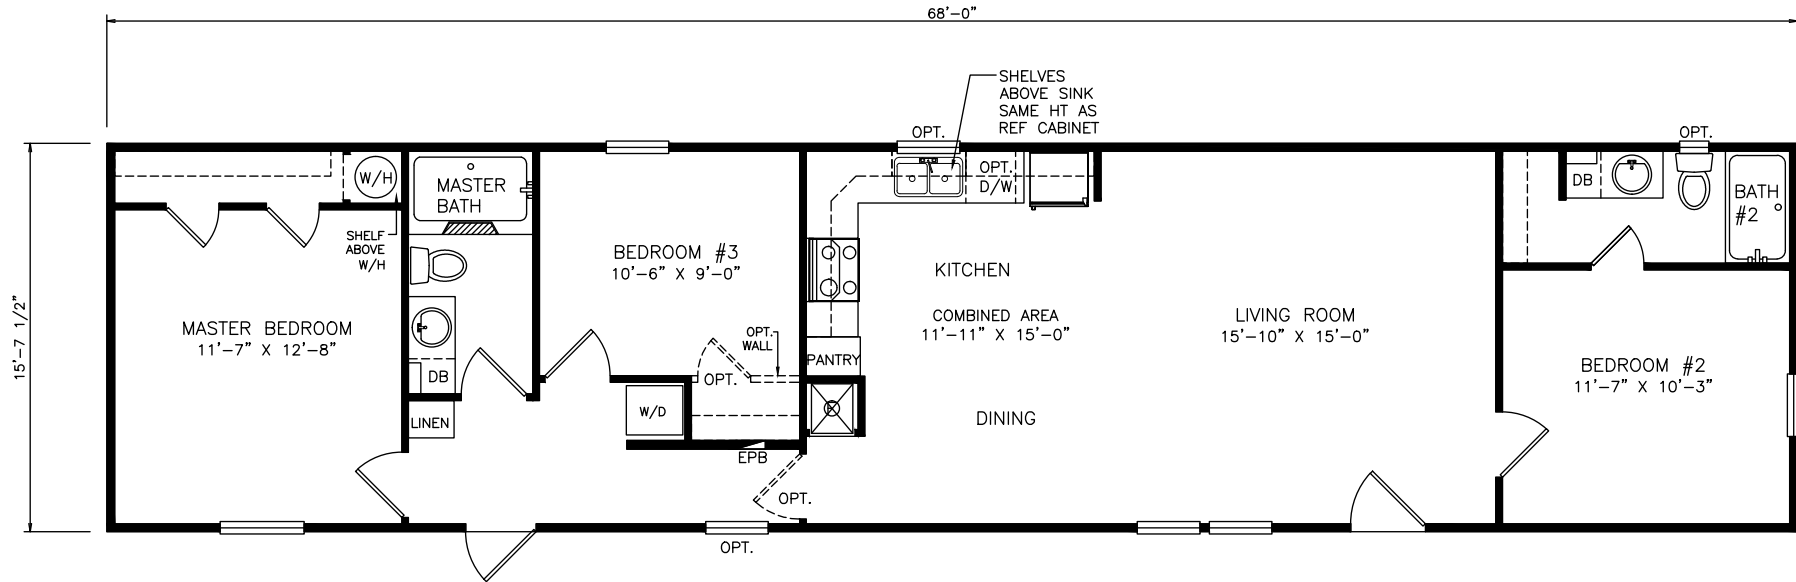 68'-0"
SHELVES
ABOVE SINK
SAME HT AS
REF CABINET
OPT.
OPT.
W/H
MASTER
BATH
OPT.
D/W
DB
BATH
#2
SHELF
ABOVE
W/H
BEDROOM #3
10'-6" X 9'-0"
KITCHEN
15'-7 1/2"
MASTER BEDROOM
11'-7" X 12'-8"
OPT.
WALL
COMBINED AREA
11'-11" X 15'-0"
LIVING ROOM
15'-10" X 15'-0"
PANTRY
BEDROOM #2
11'-7" X 10'-3"
DB
OPT.
LINEN
W/D
DINING
EPB
OPT.
OPT.